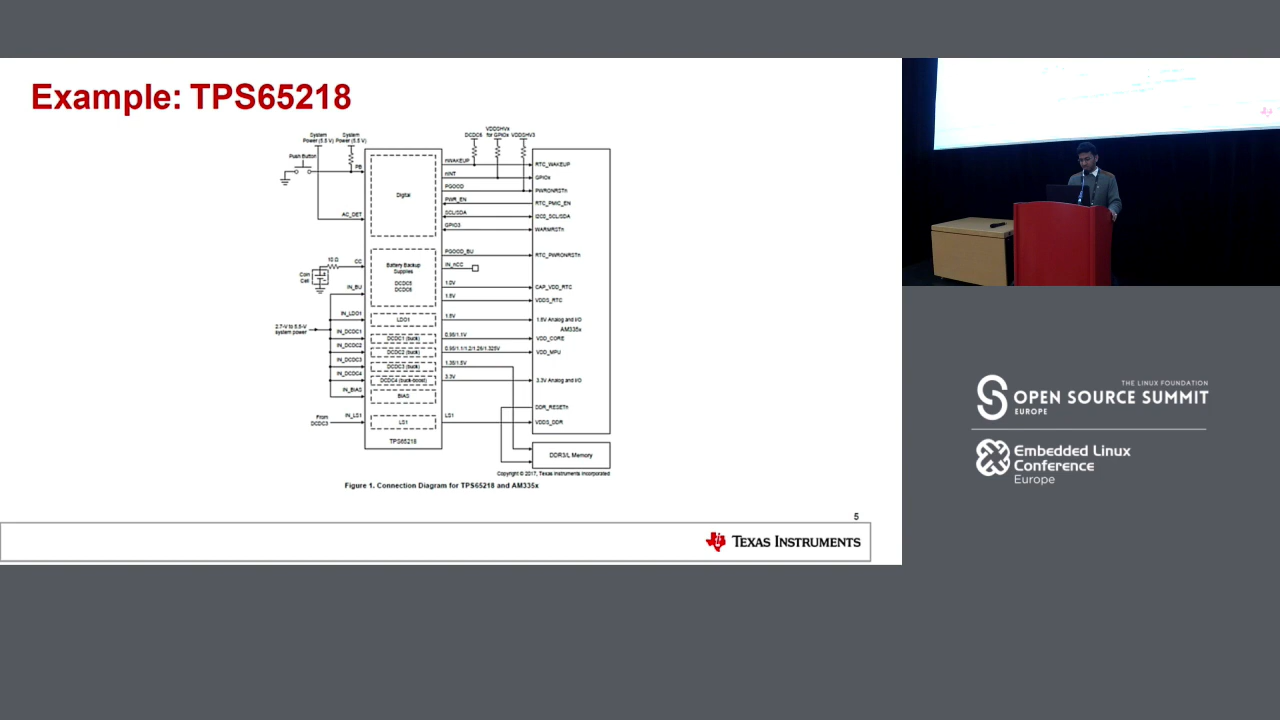 Example: TPS65218
System
Power (5.5 V)
System
Power (5.5 V)
Push Button
PB
AC_DET
Digital
nWAKEUP
nINT
PGOOD
PWR_EN
SCL/SDA
GPIO3
DCDC6
VDDSHVx
for GPIOx
VDDSHV3
RTC_WAKEUP
GPIOx
PWRONRSTn
RTC_PMIC_EN
I2C0_SCL/SDA
WARMRSTn
10 Ω
CC
Coin
Cell
IN_BU
Battery Backup
Supplies
DCDC5
DCDC6
PGOOD_BU
IN_nCC
1.0V
1.8V
RTC_PWRONRSTn
CAP_VDD_RTC
VDDS_RTC
2.7-V to 5.5-V
system power
IN_LDO1
IN_DCDC1
IN_DCDC2
IN_DCDC3
IN_DCDC4
IN_BIAS
LDO1
DCDC1 (buck)
DCDC2 (buck)
DCDC3 (buck)
DCDC4 (buck-boost)
BIAS
1.8V
0.95/1.1V
3.3V
1.8V Analog and I/O
AM335x
VDD_CORE
VDD_MPU
3.3V Analog and I/O
DDR_RESETn
VDDS_DDR
From
DCDC3
IN_LS1
LS1
LS1
TPS65218
DDR3/L Memory
Copyright © 2017, Texas Instruments Incorporated
Figure 1. Connection Diagram for TPS65218 and AM335x
5
TEXAS INSTRUMENTS
THE LINUX FOUNDATION
OPEN SOURCE SUMMIT
EUROPE
Embedded Linux
Conference
Europe